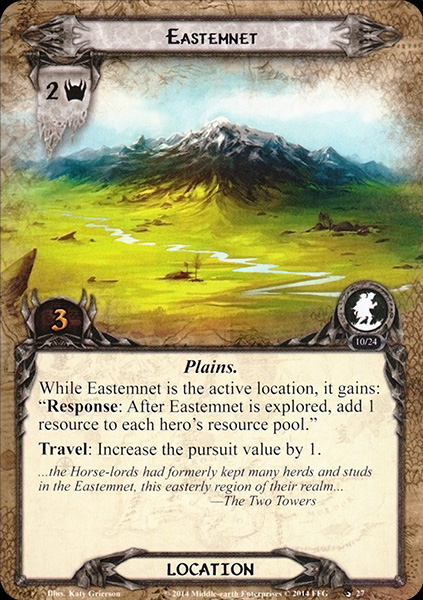 Eastemnet
2
3
10/24
Plains.
While Eastemnet is the active location, it gains:
“Response: After Eastemnet is explored, add 1
resource to each hero’s resource pool.”
Travel: Increase the pursuit value by 1.
...the Horse-lords had formerly kept many herds and studs
in the Eastemnet, this easterly region of their realm...
—The Two Towers
LOCATION
Illus. Katy Grierson © 2014 Middle-earth Enterprises © 2014 FFG 27